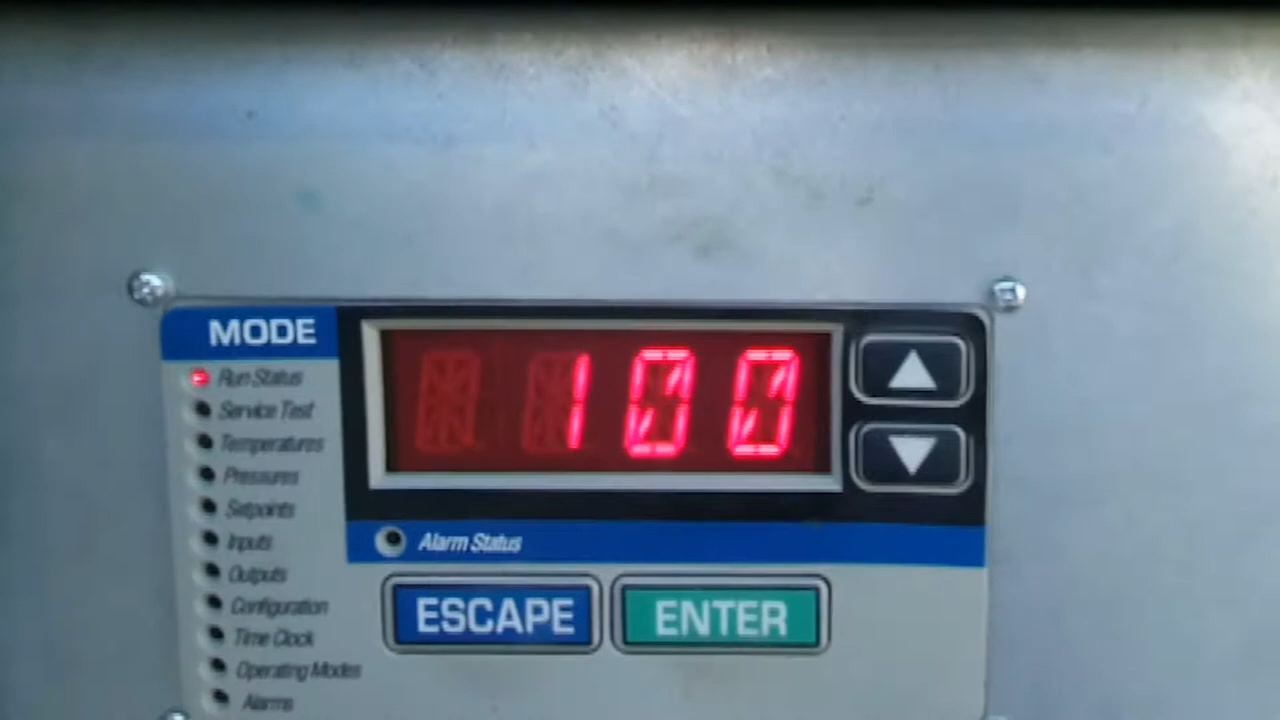 MODE
100
Run Status
Service Test
Temperatures
Pressures
Setpoints
Inputs
Outputs
Configuration
Time Clock
Operating Modes
Alarms
Alarm Status
ESCAPE
ENTER